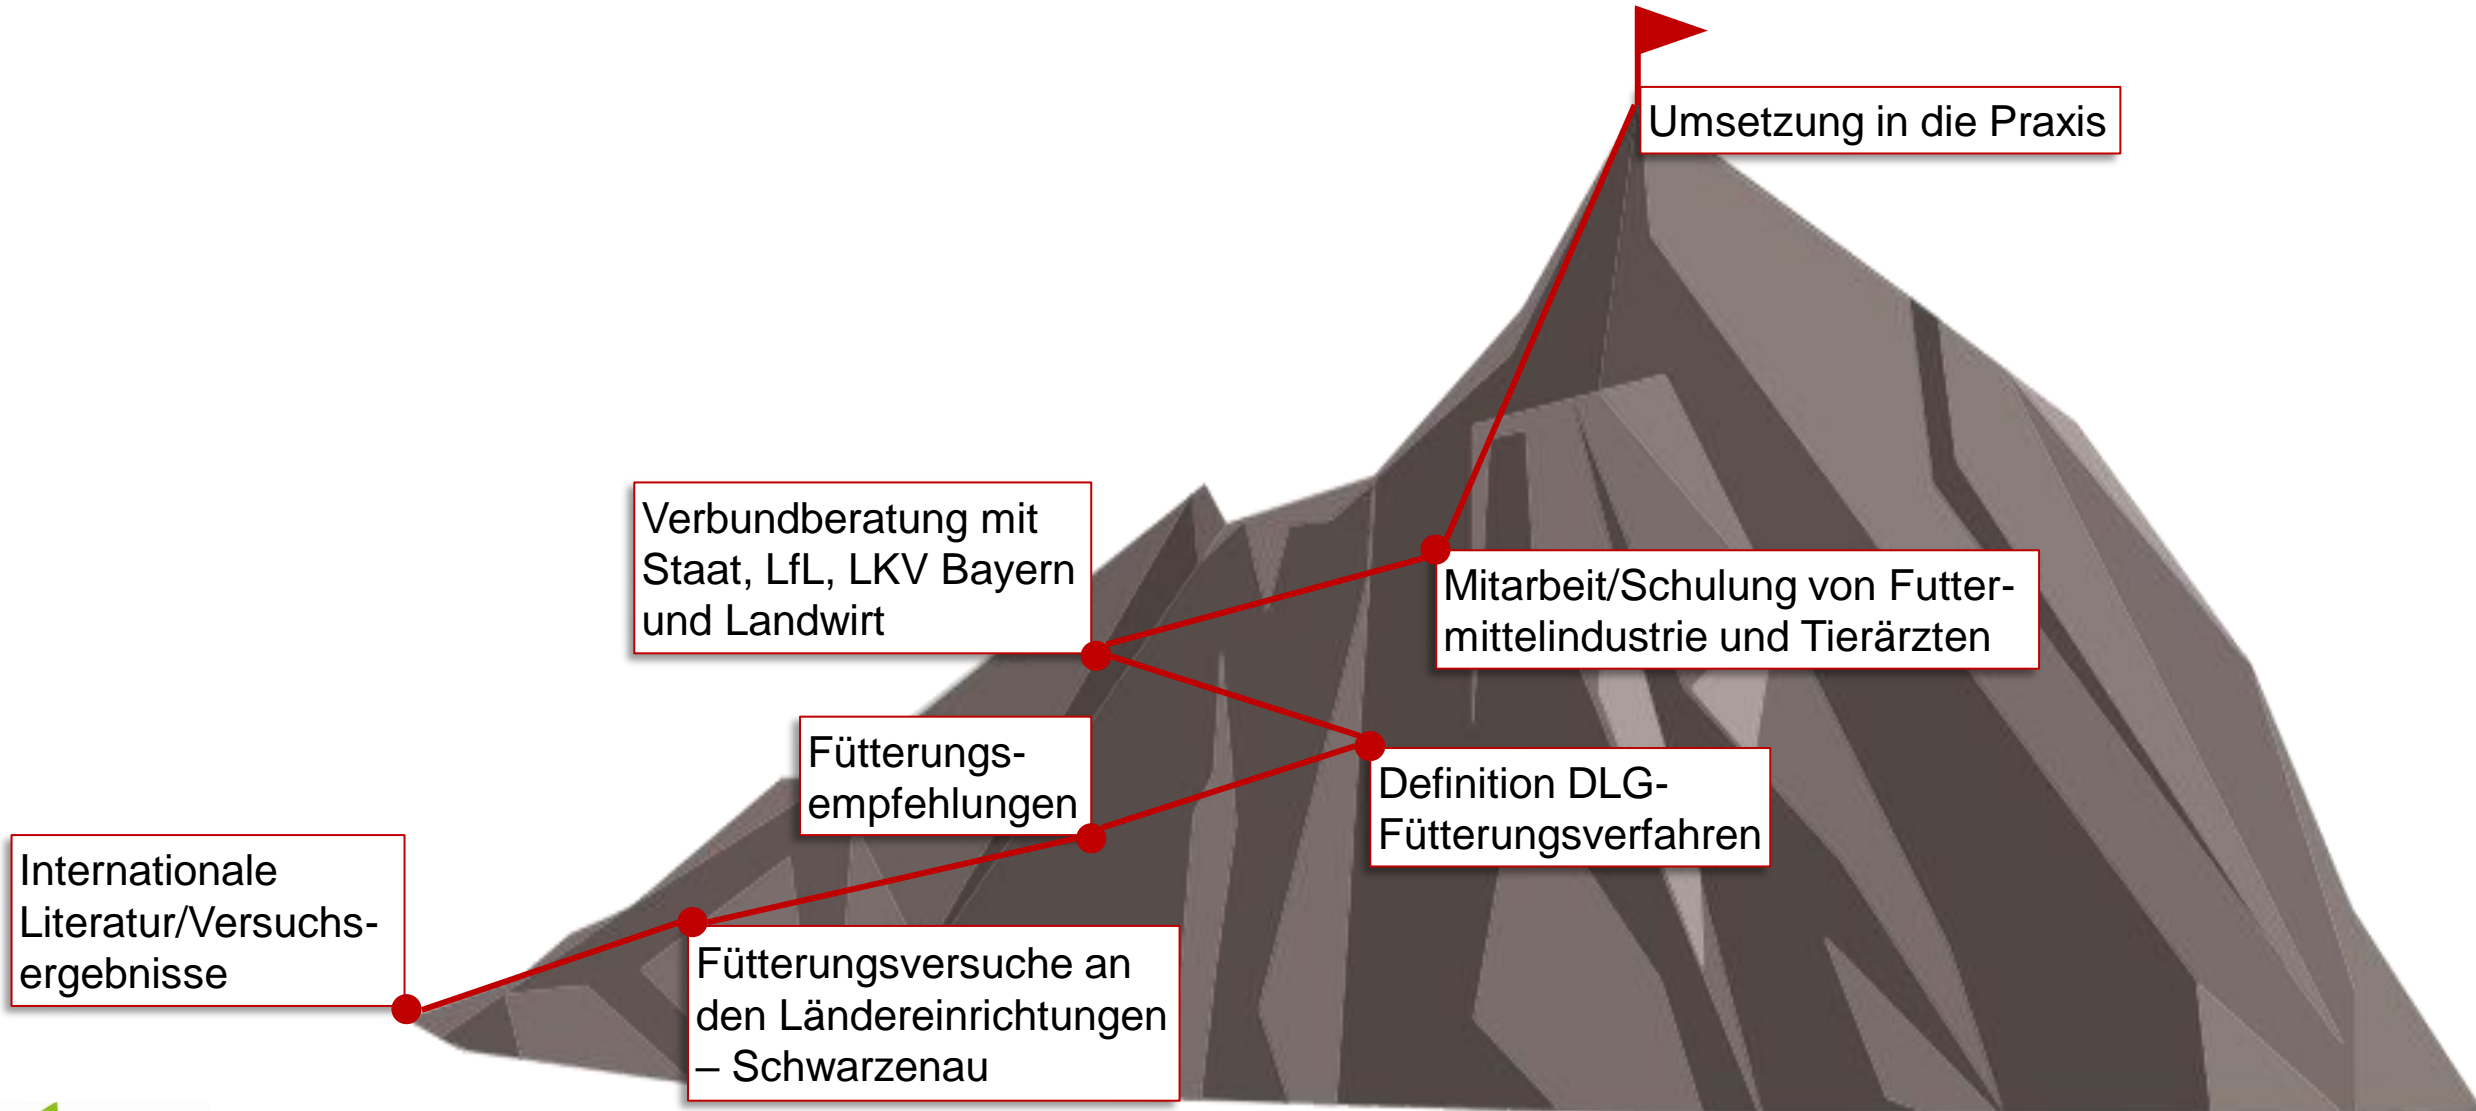 Umsetzung in die Praxis
Verbundberatung mit
Staat, LfL, LKV Bayern
und Landwirt
Mitarbeit/Schulung von Futter-
mittelindustrie und Tierärzten
Fütterungs-
empfehlungen
Definition DLG-
Fütterungsverfahren
Internationale
Literatur/Versuchs-
ergebnisse
Fütterungsversuche an
den Ländereinrichtungen
– Schwarzenau